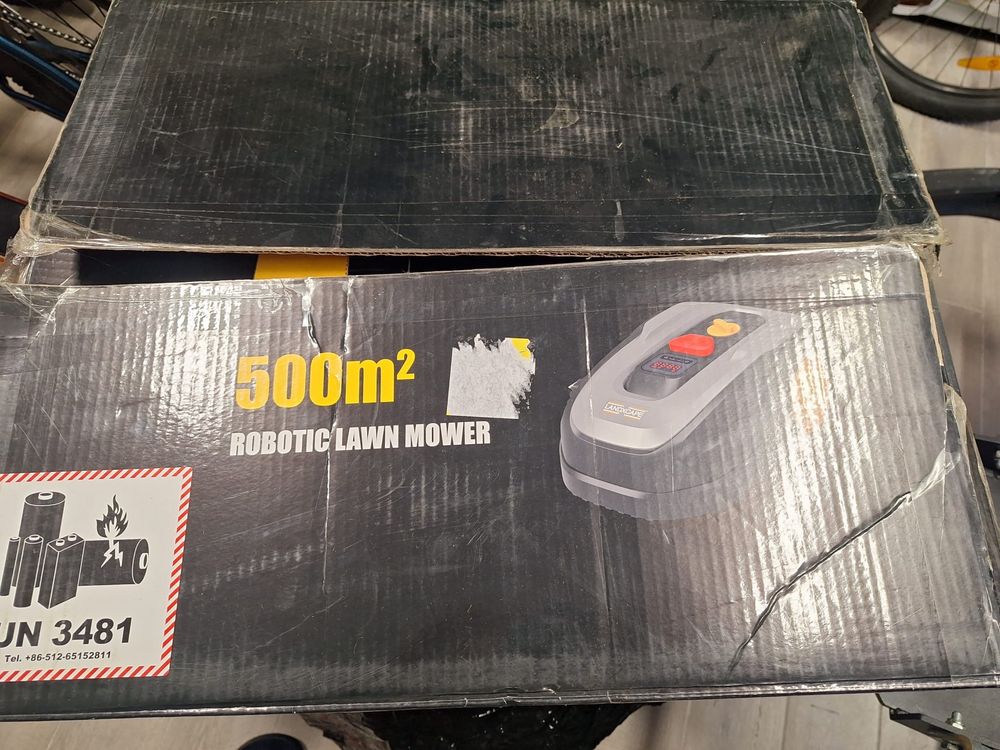 500m²
ROBOTIC LAWN MOWER
LANDXCAPE
UN 3481
Tel. +86-512-65152811